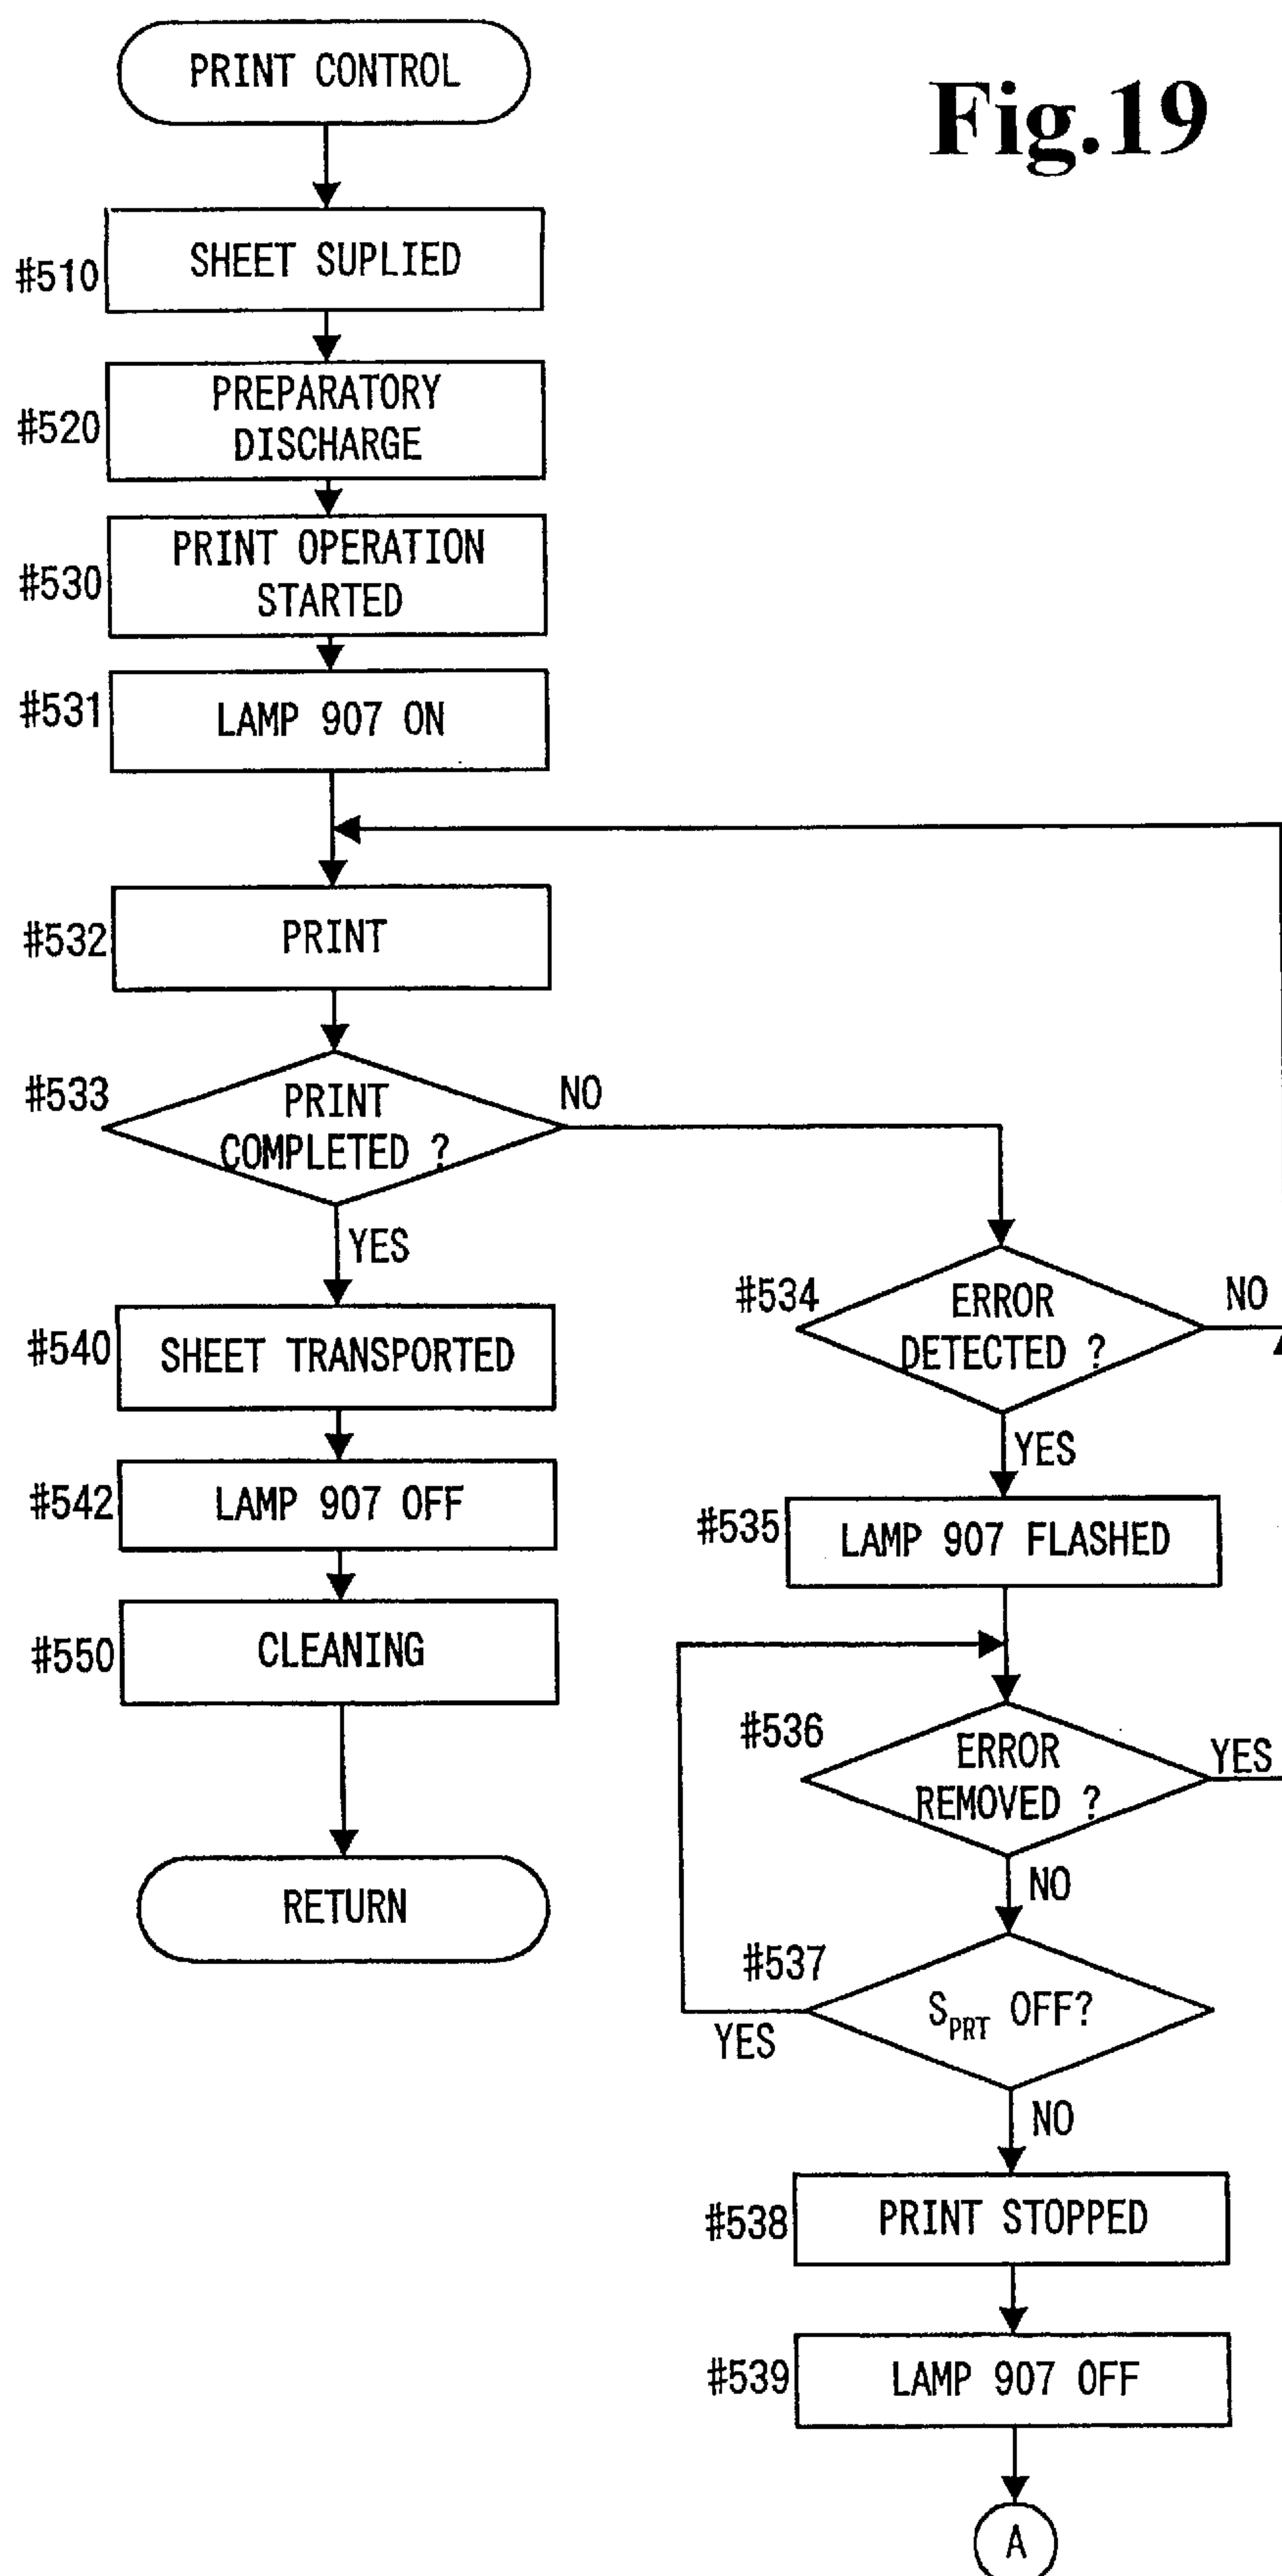 Fig.19
PRINT CONTROL
#510
SHEET SUPLIED
#520
PREPARATORY
DISCHARGE
#530
PRINT OPERATION
STARTED
#531
LAMP 907 ON
#532
PRINT
#533
PRINT
COMPLETED ?
NO
YES
#540
SHEET TRANSPORTED
#542
LAMP 907 OFF
#550
CLEANING
RETURN
#534
ERROR
DETECTED ?
NO
YES
#535
LAMP 907 FLASHED
#536
ERROR
REMOVED ?
YES
NO
#537
SPRT OFF?
YES
NO
#538
PRINT STOPPED
#539
LAMP 907 OFF
A